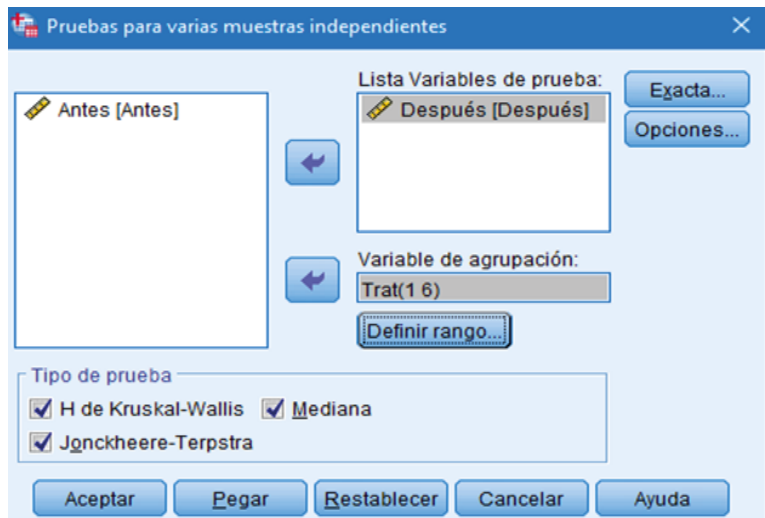 Pruebas para varias muestras independientes
Antes [Antes]
Lista Variables de prueba:
Después [Después]
Exacta...
Opciones...
Variable de agrupación:
Trat(1 6)
Definir rango...
Tipo de prueba
H de Kruskal-Wallis Mediana
Jonckheere-Terpstra
Aceptar Pegar Restablecer Cancelar Ayuda